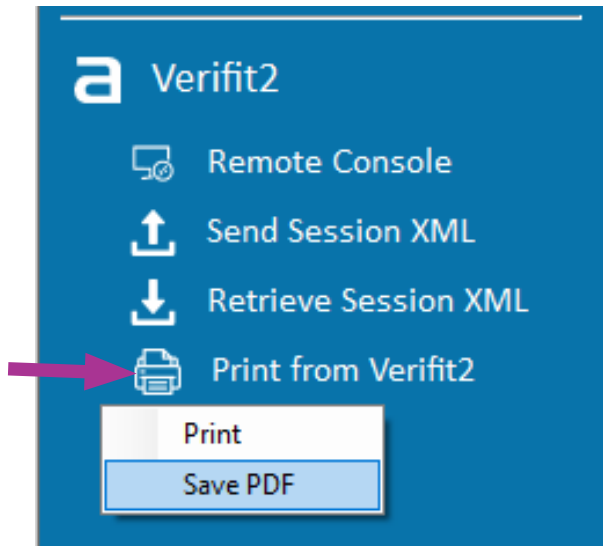 a Verifit2
Remote Console
Send Session XML
Retrieve Session XML
Print from Verifit2
Print
Save PDF